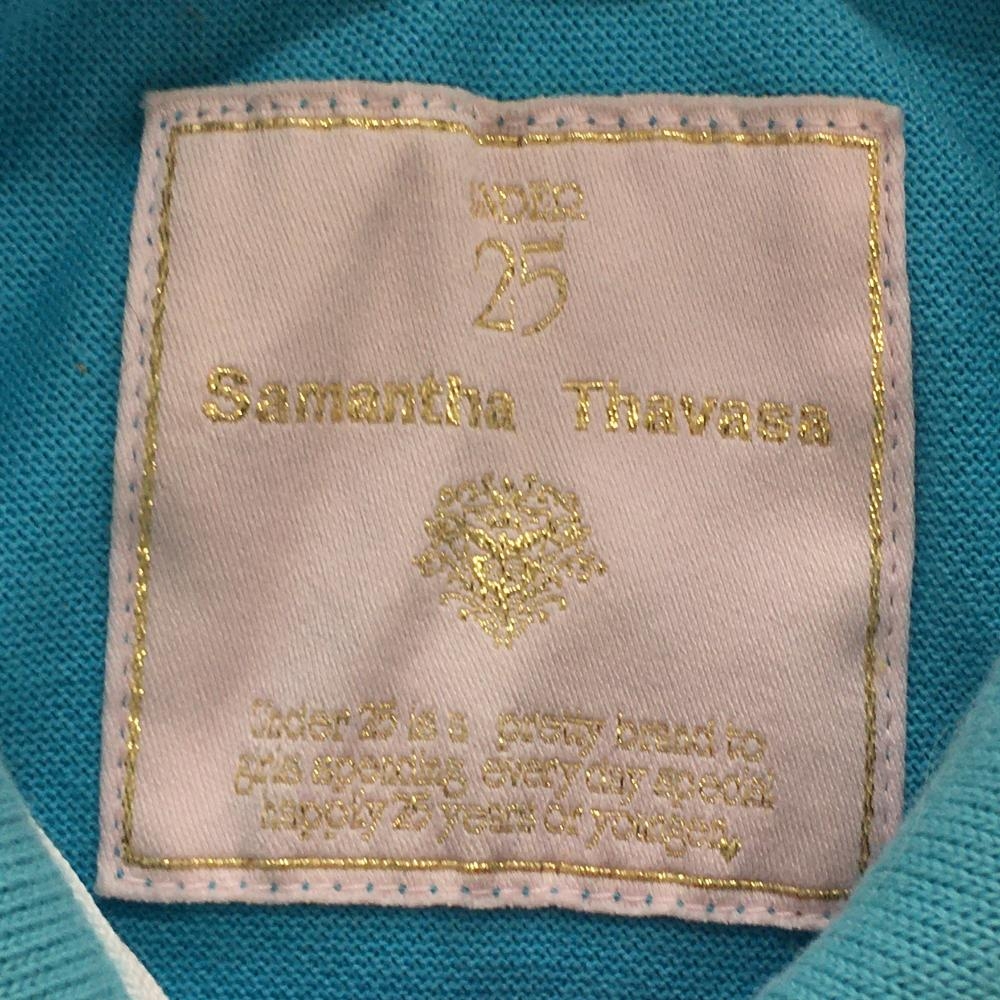 UNDER
25
Samantha Thavasa
Under 25 is a pretty brand to
girls spending every day special
happily 25 years or younger.